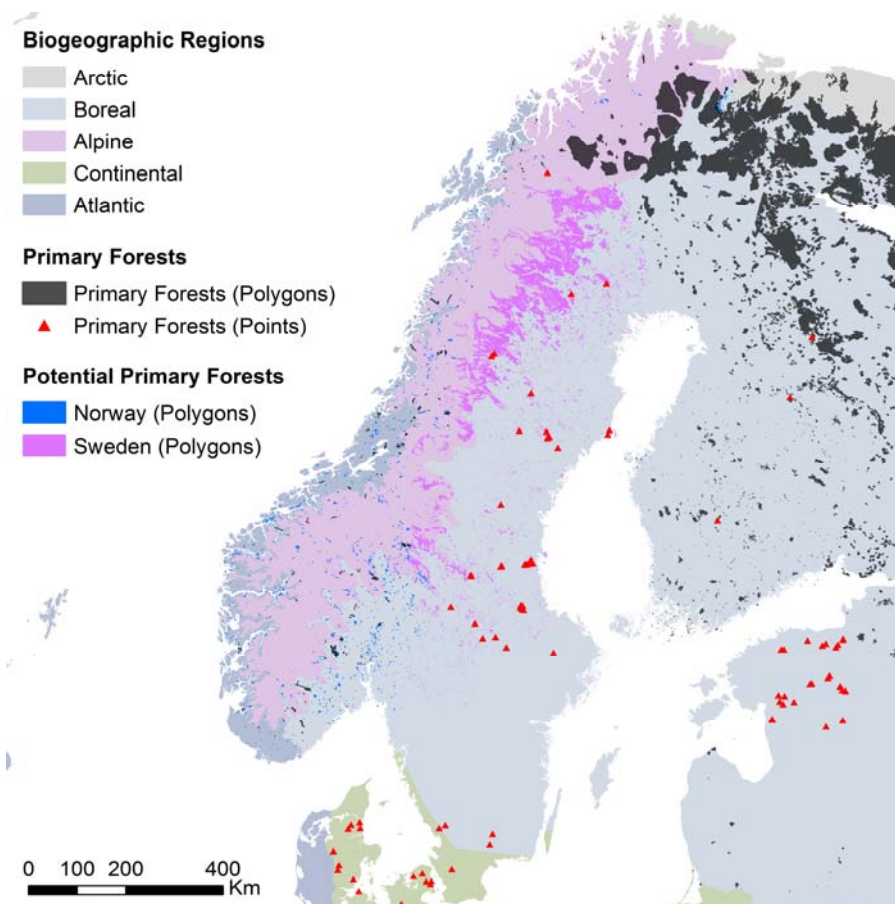 Biogeographic Regions
Arctic
Boreal
Alpine
Continental
Atlantic
Primary Forests
Primary Forests (Polygons)
Primary Forests (Points)
Potential Primary Forests
Norway (Polygons)
Sweden (Polygons)
0 100 200 400
Km